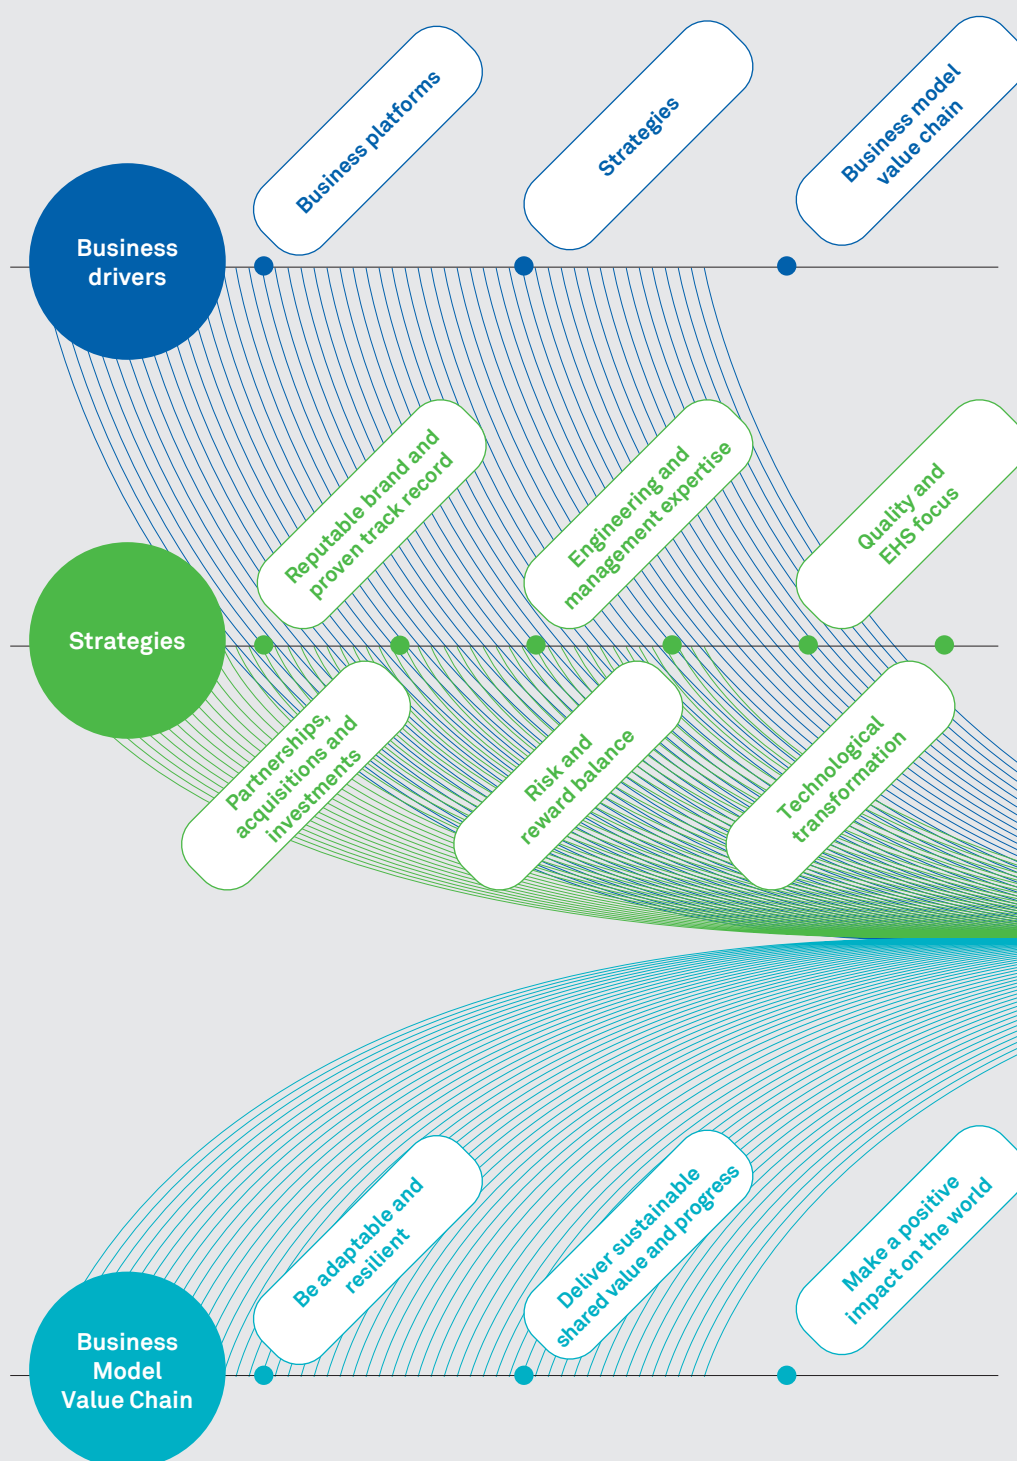 Business
drivers
Business platforms
Strategies
Business model
value chain
Strategies
Reputable brand and
proven track record
Engineering and
management expertise
Quality and
EHS focus
Partnerships,
acquisitions and
investments
Risk and
reward balance
Technological
transformation
Business
Model
Value Chain
Be adaptable and
resilient
Deliver sustainable
shared value and progress
Make a positive
impact on the world